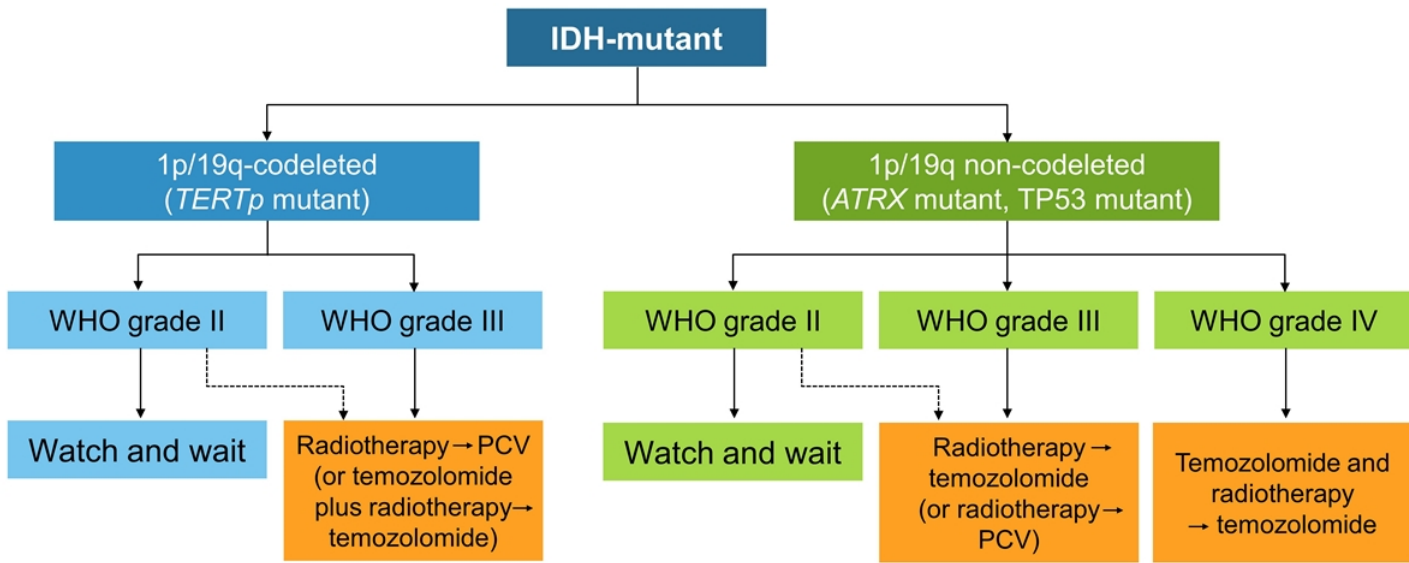 IDH-mutant
1p/19q-codeleted
(TERTp mutant)
1p/19q non-codeleted
(ATRX mutant, TP53 mutant)
WHO grade II
WHO grade III
WHO grade II
WHO grade III
WHO grade IV
Watch and wait
Radiotherapy→PCV
(or temozolomide
plus radiotherapy→
temozolomide)
Watch and wait
Radiotherapy→
temozolomide
(or radiotherapy→
PCV)
Temozolomide and
radiotherapy
→ temozolomide